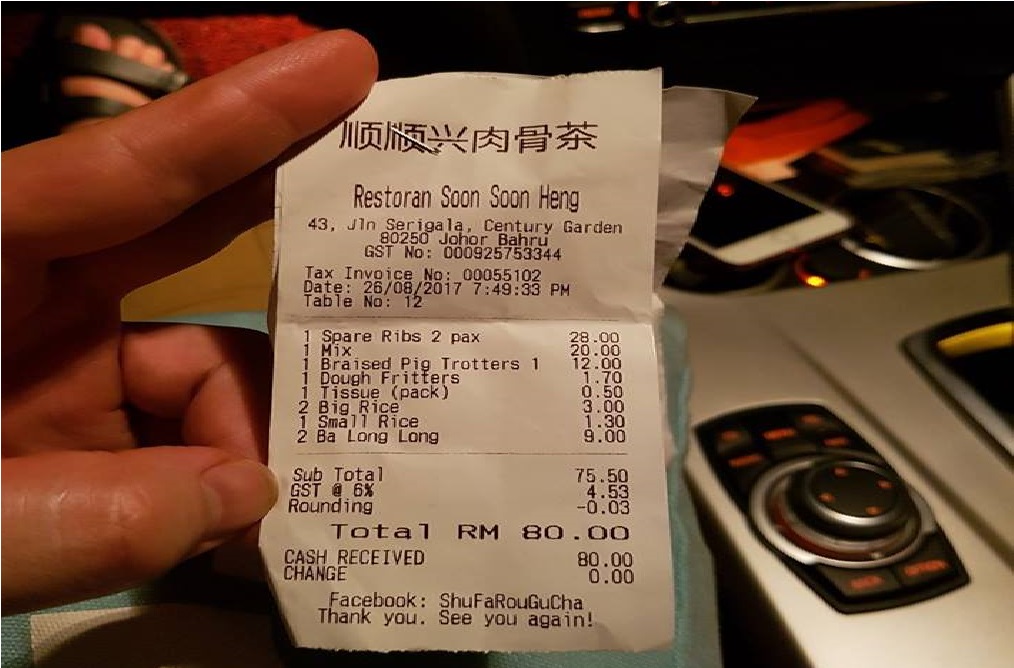 顺顺兴肉骨茶
Restoran Soon Soon Heng
43, Jln Serigala, Century Garden
80250 Johor Bahru
GST No: 000925753344
Tax Invoice No: 00055102
Date: 26/08/2017 7:49:33 PM
Table No: 12
1 Spare Ribs 2 pax 28.00
1 Mix 20.00
1 Braised Pig Trotters 1 12.00
1 Dough Fritters 1.70
1 Tissue (pack) 0.50
2 Big Rice 3.00
1 Small Rice 1.30
2 Ba Long Long 9.00
Sub Total 75.50
GST @ 6% 4.53
Rounding -0.03
Total RM 80.00
CASH RECEIVED 80.00
CHANGE 0.00
Facebook: ShuFaRouGuCha
Thank you. See you again!